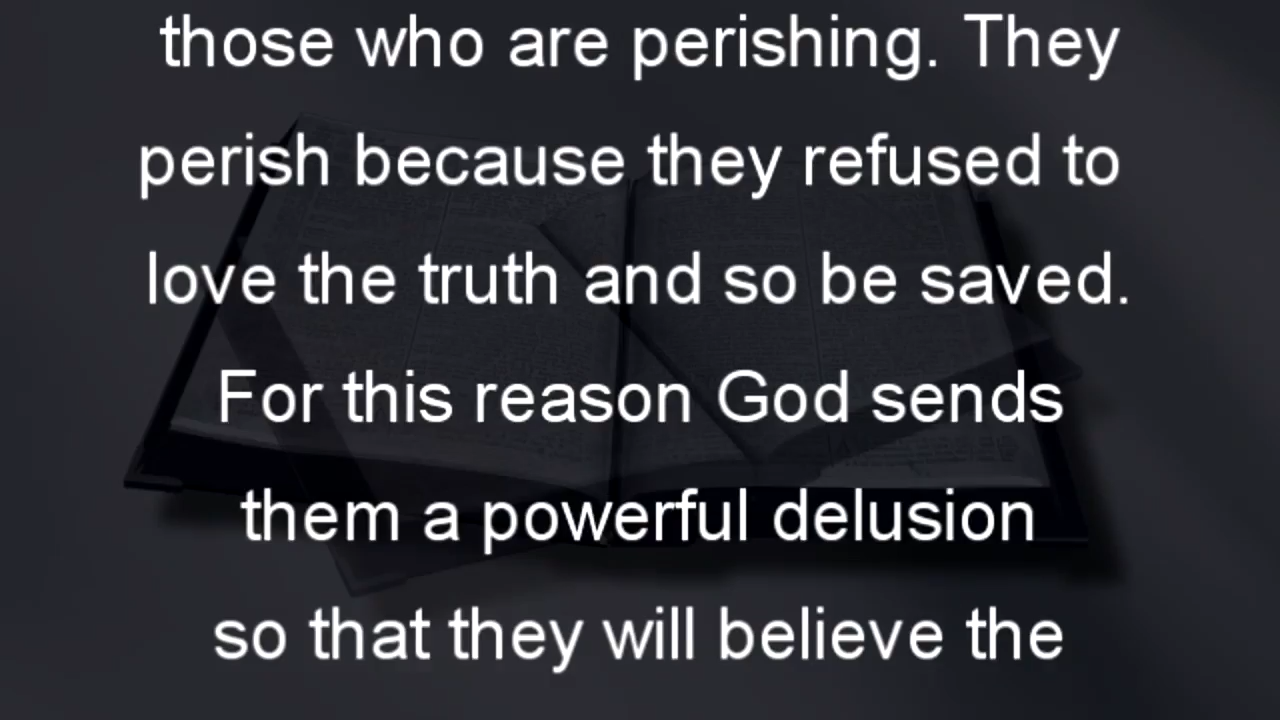 those who are perishing. They
perish because they refused to
love the truth and so be saved.
For this reason God sends
them a powerful delusion
so that they will believe the